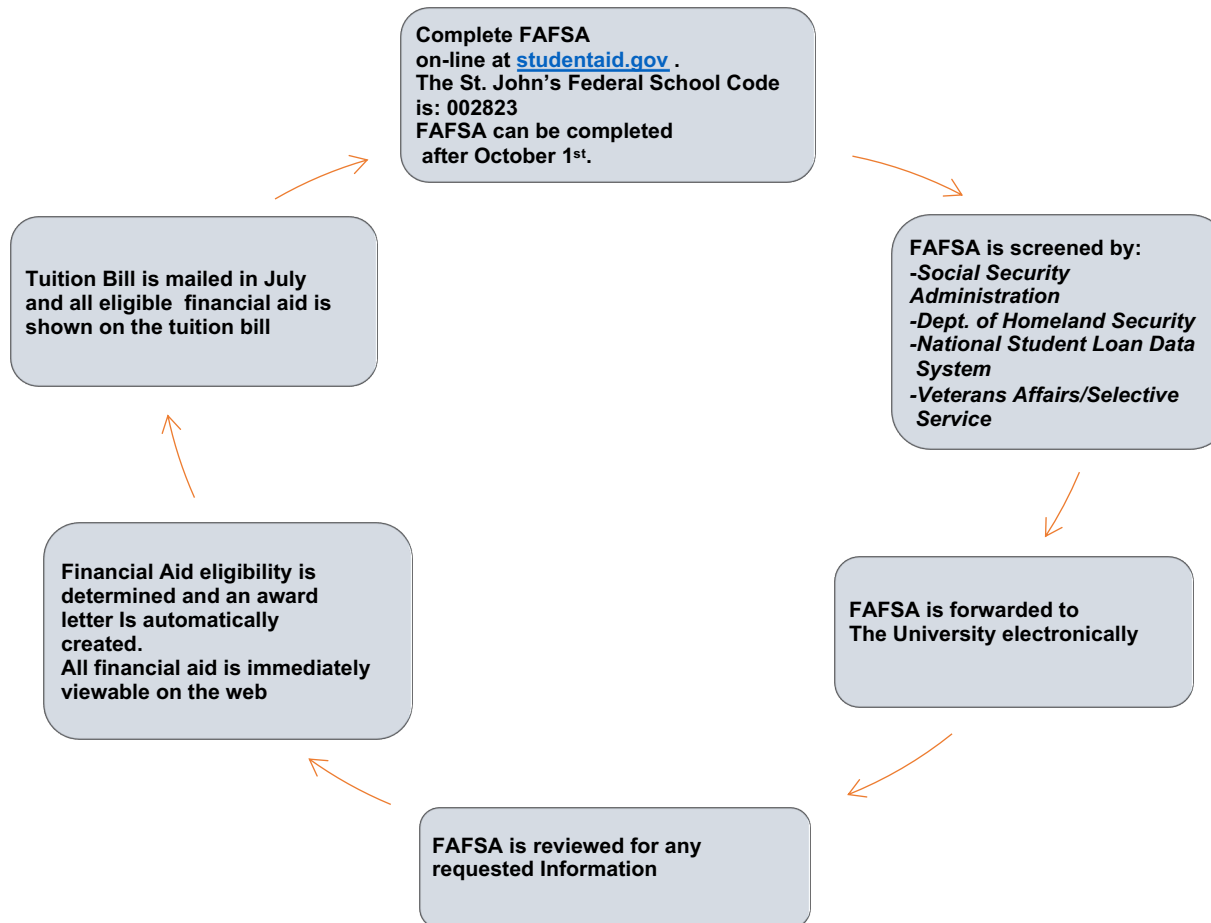 Complete FAFSA
on-line at studentaid.gov .
The St. John’s Federal School Code
is: 002823
FAFSA can be completed
after October 1st.
FAFSA is screened by:
-Social Security
Administration
-Dept. of Homeland Security
-National Student Loan Data
System
-Veterans Affairs/Selective
Service
FAFSA is forwarded to
The University electronically
FAFSA is reviewed for any
requested Information
Financial Aid eligibility is
determined and an award
letter Is automatically
created.
All financial aid is immediately
viewable on the web
Tuition Bill is mailed in July
and all eligible financial aid is
shown on the tuition bill